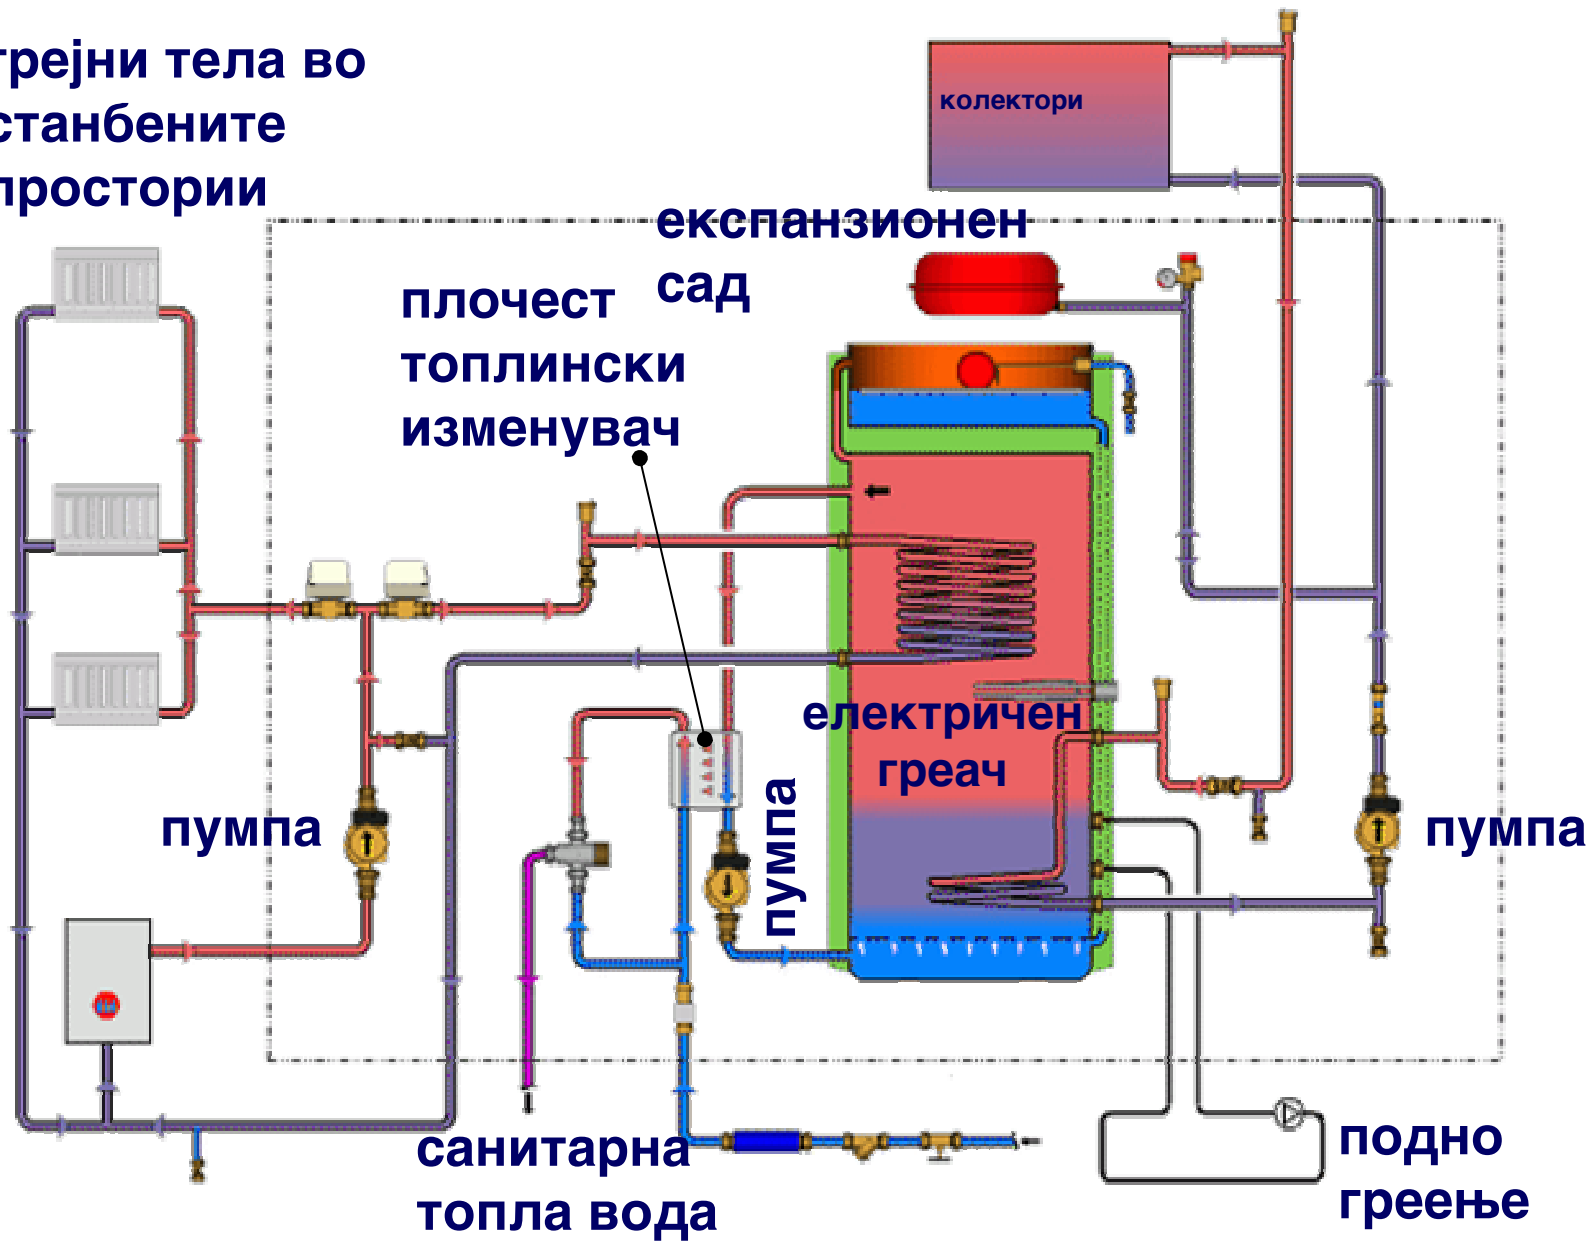 грејни тела во
станбените
простории
колектори
експанзионен
сад
плочест
топлински
изменувач
електричен
греач
пумпа
пумпа
пумпа
санитарна
топла вода
подно
греење